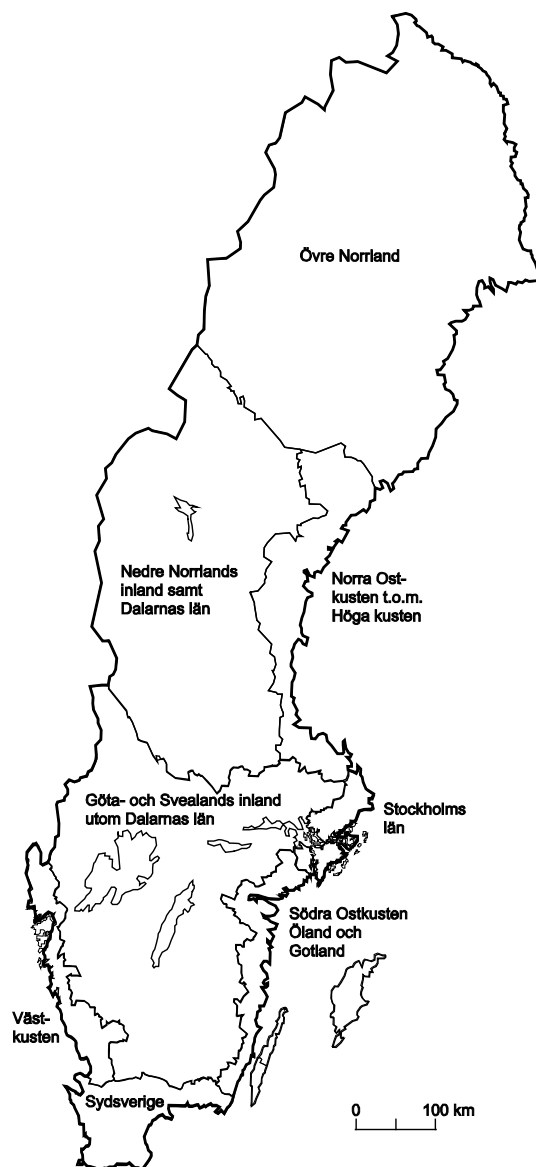 Övre Norrland
Nedre Norrlands
inland samt
Dalarnas län
Norra Ost-
kusten t.o.m.
Höga kusten
Göta- och Svealands inland
utom Dalarnas län
Stockholms
län
Södra Ostkusten
Öland och
Gotland
Väst-
kusten
Sydsverige
0 100 km